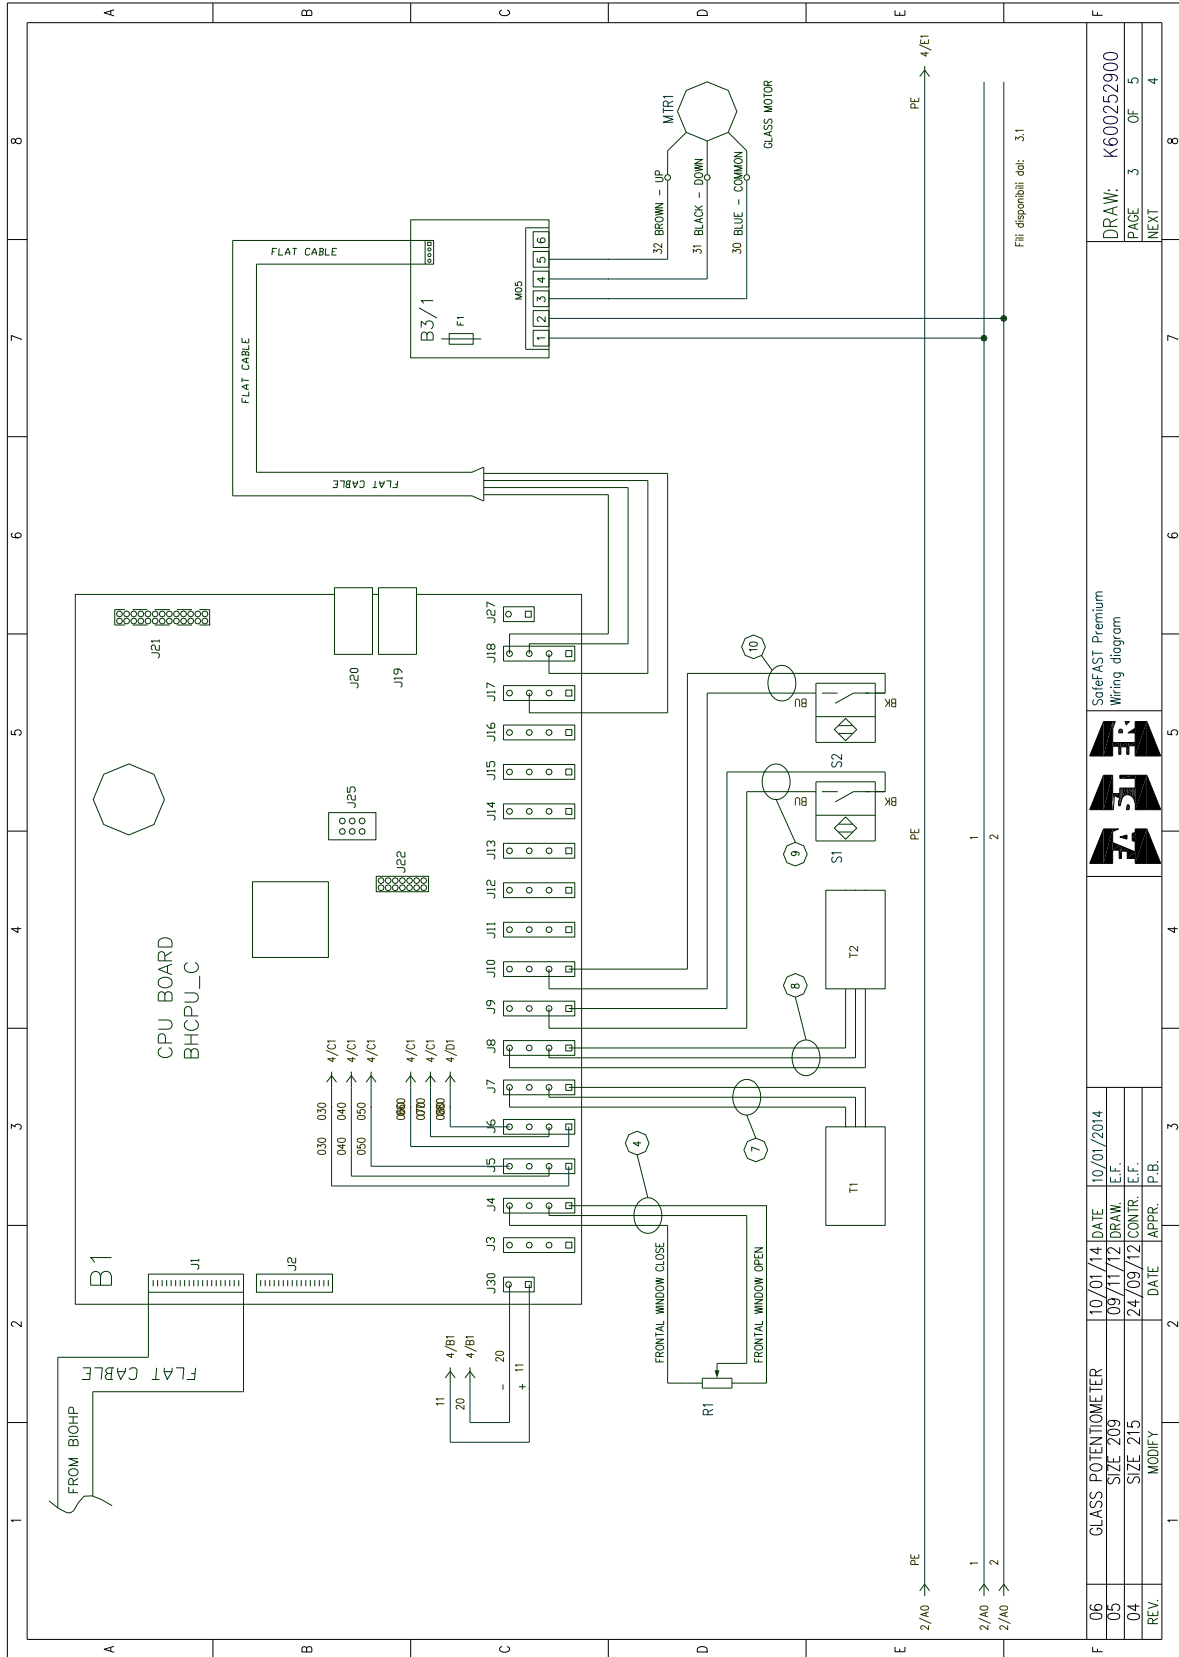 A
B
C
D
E
F
1
2
3
4
5
6
7
8
FROM BIOHP
FLAT CABLE
B1
J1
J2
CPU BOARD
BHCPU_C
J21
J20
J19
J25
J22
FLAT CABLE
FLAT CABLE
FLAT CABLE
B3/1
F1
M05
1
2
3
4
5
6
32 BROWN - UP
31 BLACK - DOWN
30 BLUE - COMMON
MTR1
GLASS MOTOR
030
040
050
030
040
050
4/C1
4/C1
4/C1
4/C1
4/C1
4/D1
J30
J3
J4
J5
J6
J7
J8
J9
J10
J11
J12
J13
J14
J15
J16
J17
J18
J27
11
20
4/B1
4/B1
- 20
+ 11
FRONTAL WINDOW CLOSE
FRONTAL WINDOW OPEN
R1
4
7
8
9
10
T1
T2
S1
BU
BK
S2
BU
BK
2/A0
PE
PE
PE
4/E1
2/A0
1
1
2/A0
2
2
Fili disponibili dal: 3.1
06
GLASS POTENTIOMETER
10/01/14
DATE
10/01/2014
05
SIZE 209
09/11/12
DRAW.
E.F.
04
SIZE 215
24/09/12
CONTR.
E.F.
REV.
MODIFY
DATE
APPR.
P.B.
FASTER
SafeFAST Premium
Wiring diagram
DRAW: K600252900
PAGE 3 OF 5
NEXT 4
A
B
C
D
E
F
1
2
3
4
5
6
7
8